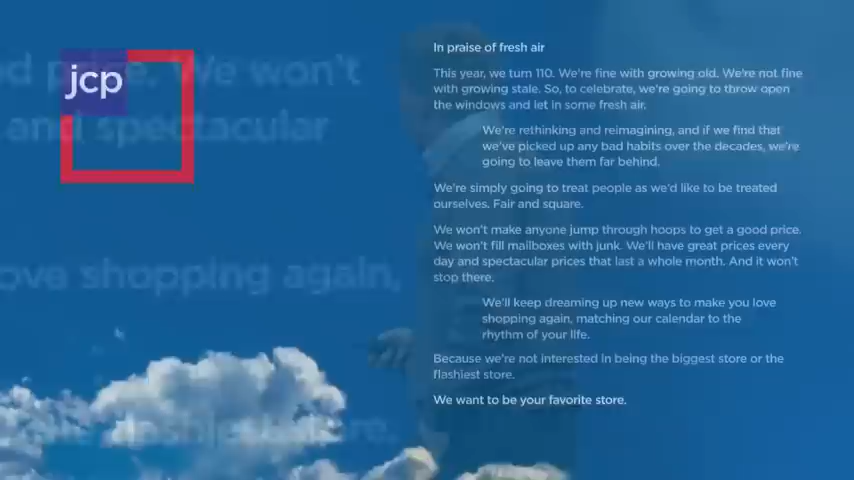 od price. We won't
jcp
and spectacular
ove shopping again,
In praise of fresh air
This year, we turn 110. We're fine with growing old. We're not fine
with growing stale. So, to celebrate, we're going to throw open
the windows and let in some fresh air.
We're rethinking and reimagining, and if we find that
we've picked up any bad habits over the decades, we're
going to leave them far behind.
We're simply going to treat people as we'd like to be treated
ourselves. Fair and square.
We won't make anyone jump through hoops to get a good price.
We won't fill mailboxes with junk. We'll have great prices every
day and spectacular prices that last a whole month. And it won't
stop there.
We'll keep dreaming up new ways to make you love
shopping again, matching our calendar to the
rhythm of your life.
Because we're not interested in being the biggest store or the
flashiest store.
We want to be your favorite store.